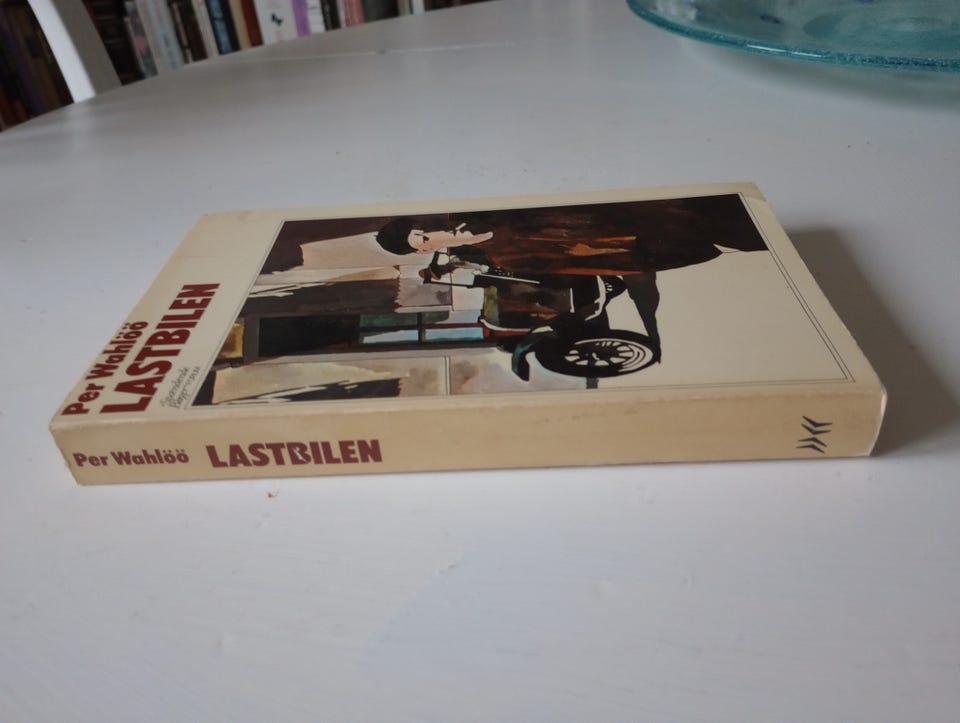 Per Wahlöö
LASTBILEN
Per Wahlöö LASTBILEN